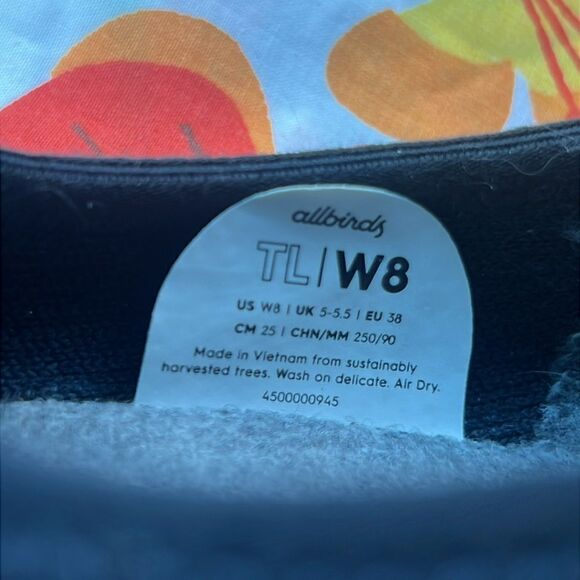 allbirds
TL | W8
US W8 | UK 5-5.5 | EU 38
CM 25 | CHN/MM 250/90
Made in Vietnam from sustainably
harvested trees. Wash on delicate. Air Dry.
4500000945